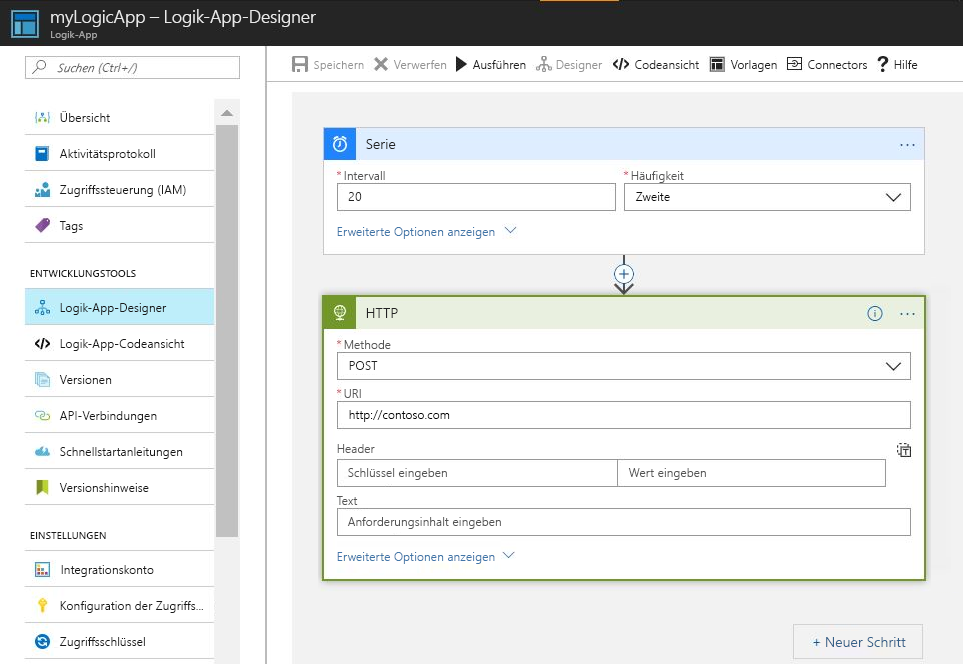 myLogicApp – Logik-App-Designer
Logik-App
Suchen (Ctrl+/)
Übersicht
Aktivitätsprotokoll
Zugriffssteuerung (IAM)
Tags
ENTWICKLUNGSTOOLS
Logik-App-Designer
Logik-App-Codeansicht
Versionen
API-Verbindungen
Schnellstartanleitungen
Versionshinweise
EINSTELLUNGEN
Integrationskonto
Konfiguration der Zugriffs...
Zugriffsschlüssel
Speichern Verwerfen Ausführen Designer Codeansicht Vorlagen Connectors ? Hilfe
Serie
* Intervall * Häufigkeit
20 Zweite
Erweiterte Optionen anzeigen
HTTP
* Methode
POST
* URI
http://contoso.com
Header
Schlüssel eingeben Wert eingeben
Text
Anforderungsinhalt eingeben
Erweiterte Optionen anzeigen
+ Neuer Schritt